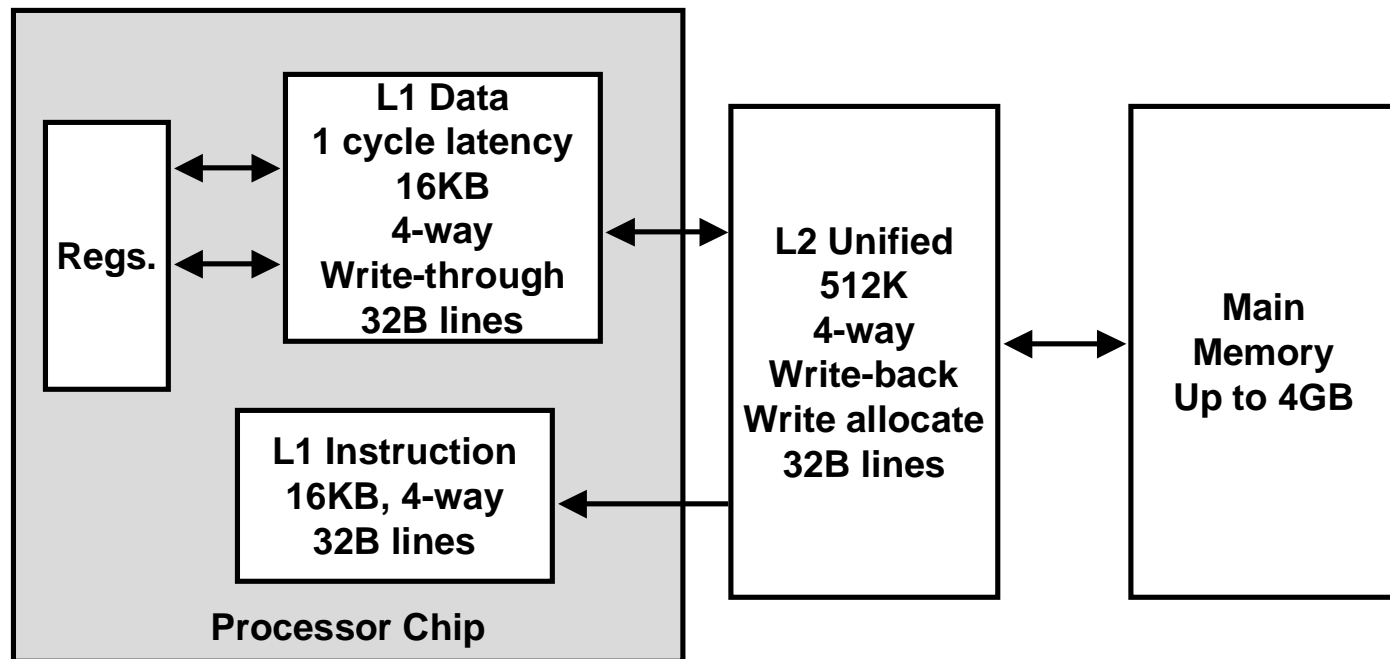 Regs.
L1 Data
1 cycle latency
16KB
4-way
Write-through
32B lines
L1 Instruction
16KB, 4-way
32B lines
Processor Chip
L2 Unified
512K
4-way
Write-back
Write allocate
32B lines
Main
Memory
Up to 4GB